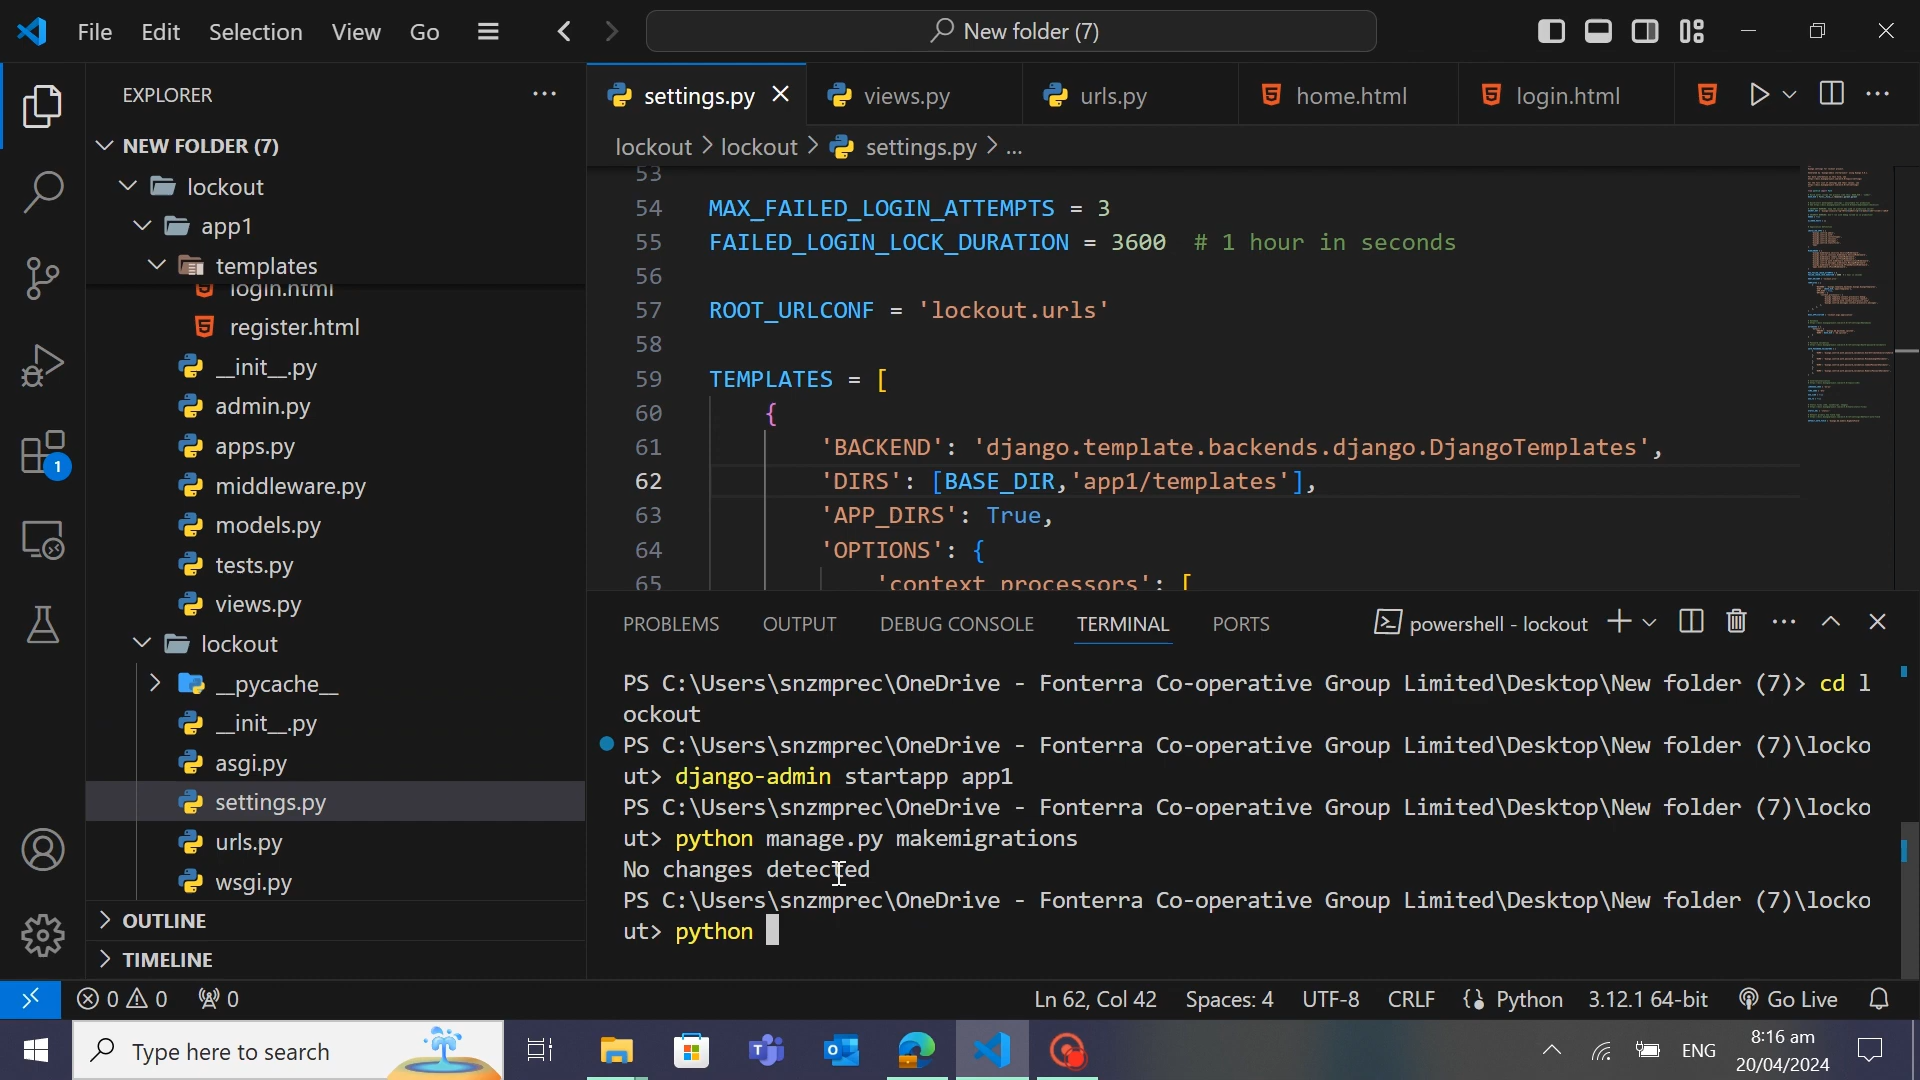 File Edit Selection View Go
New folder (7)
EXPLORER
NEW FOLDER (7)
lockout
app1
templates
login.html
register.html
__init__.py
admin.py
apps.py
middleware.py
models.py
tests.py
views.py
lockout
__pycache__
__init__.py
asgi.py
settings.py
urls.py
wsgi.py
OUTLINE
TIMELINE
1
settings.py views.py urls.py home.html login.html
lockout > lockout > settings.py > ...
53
54 MAX_FAILED_LOGIN_ATTEMPTS = 3
55 FAILED_LOGIN_LOCK_DURATION = 3600 # 1 hour in seconds
56
57 ROOT_URLCONF = 'lockout.urls'
58
59 TEMPLATES = [
60 {
61 'BACKEND': 'django.template.backends.django.DjangoTemplates',
62 'DIRS': [BASE_DIR,'app1/templates'],
63 'APP_DIRS': True,
64 'OPTIONS': {
65 'context_processors': [
PROBLEMS OUTPUT DEBUG CONSOLE TERMINAL PORTS powershell - lockout
PS C:\Users\snzmprec\OneDrive - Fonterra Co-operative Group Limited\Desktop\New folder (7)> cd l
ockout
PS C:\Users\snzmprec\OneDrive - Fonterra Co-operative Group Limited\Desktop\New folder (7)\locko
ut> django-admin startapp app1
PS C:\Users\snzmprec\OneDrive - Fonterra Co-operative Group Limited\Desktop\New folder (7)\locko
ut> python manage.py makemigrations
No changes detected
PS C:\Users\snzmprec\OneDrive - Fonterra Co-operative Group Limited\Desktop\New folder (7)\locko
ut> python
0 0 0 Ln 62, Col 42 Spaces: 4 UTF-8 CRLF Python 3.12.1 64-bit Go Live
Type here to search
ENG
8:16 am
20/04/2024